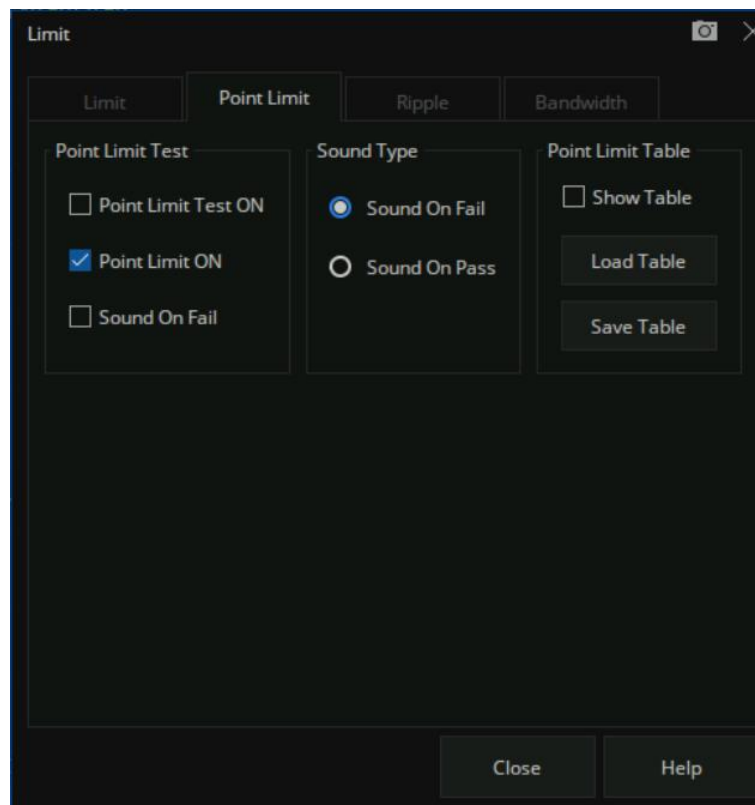 Limit
Limit
Point Limit
Ripple
Bandwidth
Point Limit Test
Point Limit Test ON
Point Limit ON
Sound On Fail
Sound Type
Sound On Fail
Sound On Pass
Point Limit Table
Show Table
Load Table
Save Table
Close
Help